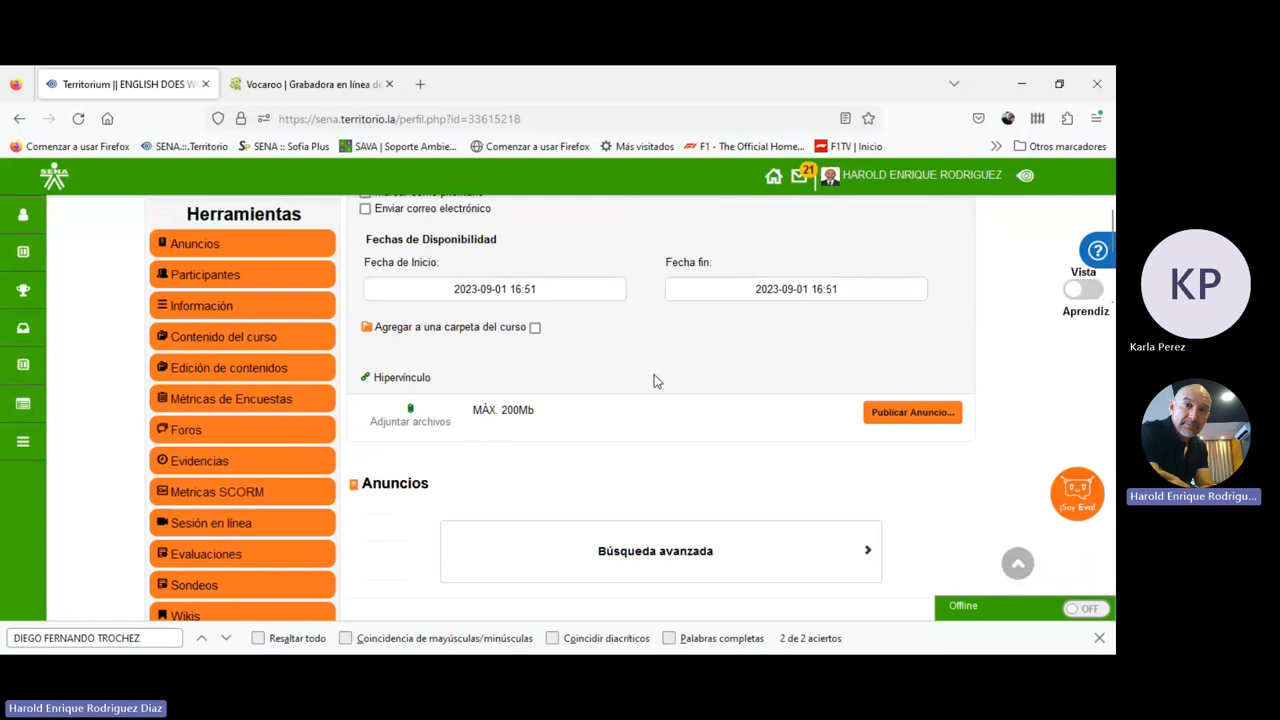 Territorium || ENGLISH DOES W
Vocaroo | Grabadora en línea de
https://sena.territorio.la/perfil.php?id=33615218
Comenzar a usar Firefox
SENA.::.Territorio
SENA :: Sofia Plus
SAVA | Soporte Ambie...
Comenzar a usar Firefox
Más visitados
F1 - The Official Home...
F1TV | Inicio
Otros marcadores
SENA
21
HAROLD ENRIQUE RODRIGUEZ
Herramientas
Anuncios
Participantes
Información
Contenido del curso
Edición de contenidos
Métricas de Encuestas
Foros
Evidencias
Metricas SCORM
Sesión en línea
Evaluaciones
Sondeos
Wikis
Enviar correo electrónico
Fechas de Disponibilidad
Fecha de Inicio:
Fecha fin:
2023-09-01 16:51
2023-09-01 16:51
Agregar a una carpeta del curso
Hipervínculo
Adjuntar archivos
MÁX. 200Mb
Publicar Anuncio...
Anuncios
Búsqueda avanzada
Vista
Aprendiz
¡Soy Eva!
Offline
OFF
DIEGO FERNANDO TROCHEZ
Resaltar todo
Coincidencia de mayúsculas/minúsculas
Coincidir diacríticos
Palabras completas
2 de 2 aciertos
KP
Karla Perez
Harold Enrique Rodrigu...
Harold Enrique Rodriguez Diaz